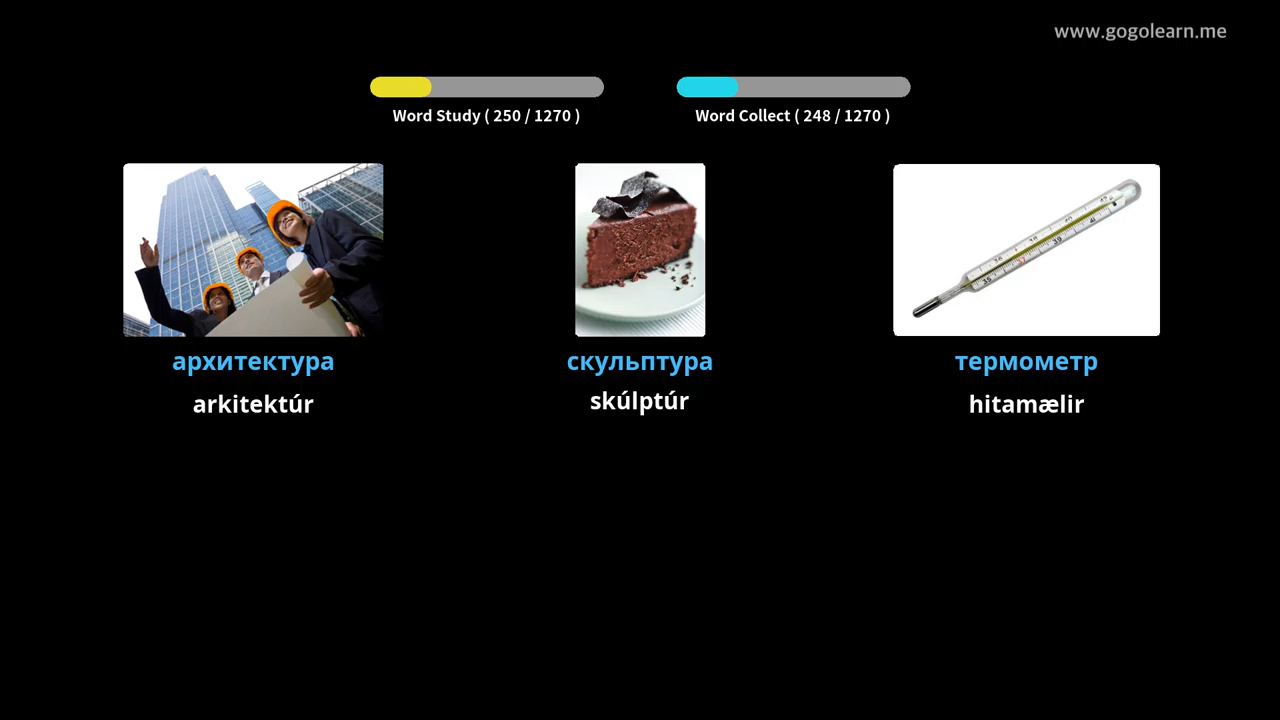 www.gogolearn.me
Word Study ( 250 / 1270 )
Word Collect ( 248 / 1270 )
архитектура
скульптура
термометр
arkitektúr
skúlptúr
hitamælir